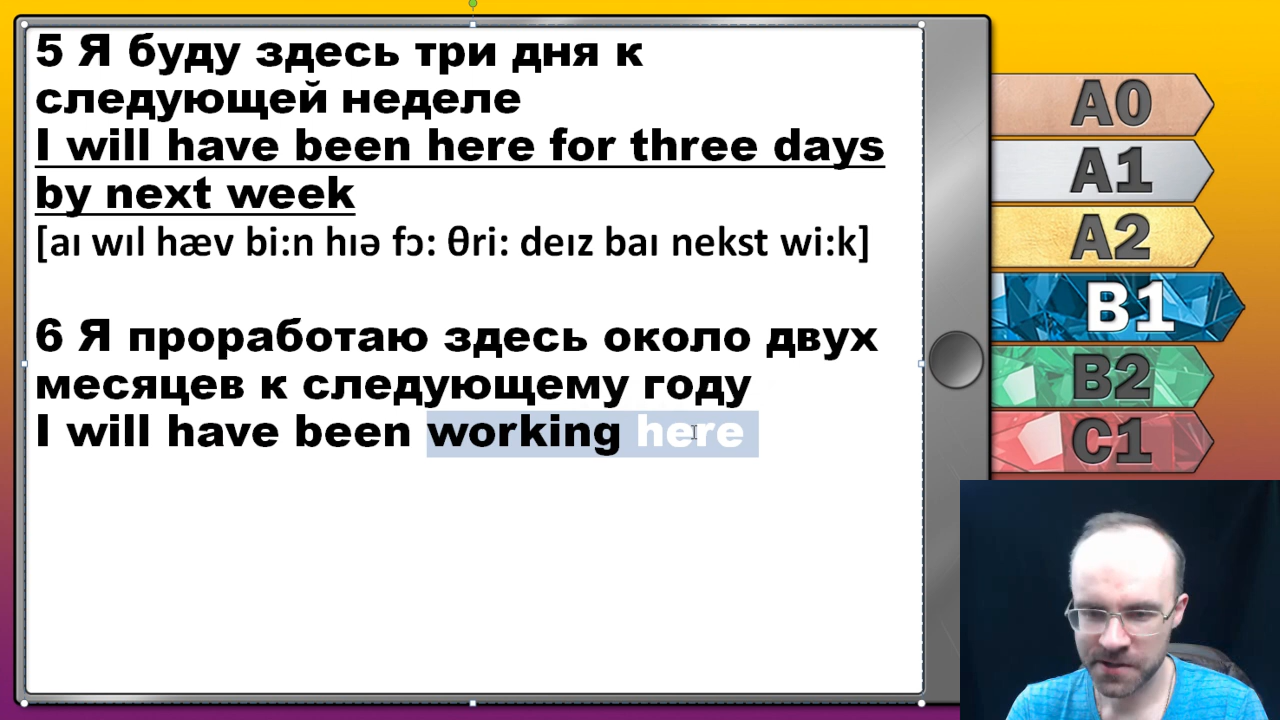 5 Я буду здесь три дня к
следующей неделе
I will have been here for three days
by next week
[aɪ wɪl hæv bi:n hɪə fɔ: θri: deɪz baɪ nekst wi:k]
6 Я проработаю здесь около двух
месяцев к следующему году
I will have been working here
A0
A1
A2
B1
B2
C1